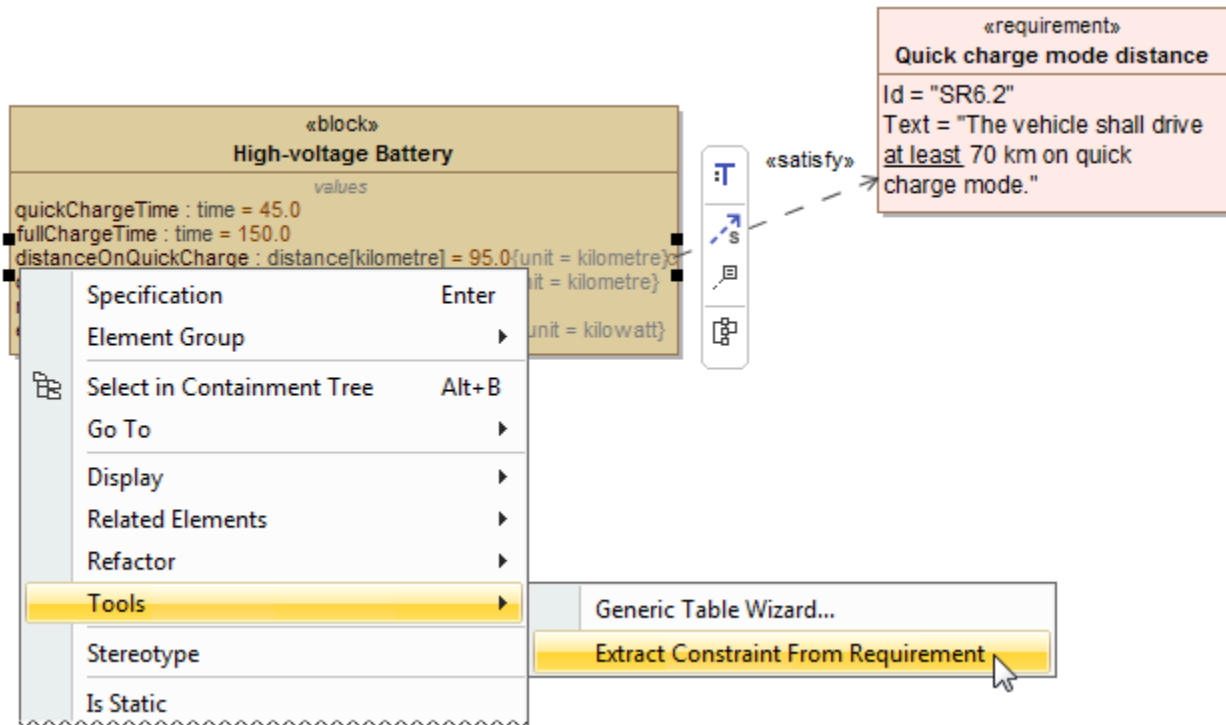 «requirement»
Quick charge mode distance
Id = "SR6.2"
Text = "The vehicle shall drive
at least 70 km on quick
charge mode."
«satisfy»
«block»
High-voltage Battery
values
quickChargeTime : time = 45.0
fullChargeTime : time = 150.0
distanceOnQuickCharge : distance[kilometre] = 95.0{unit = kilometre}
= kilometre}
unit = kilowatt}
:T
s
Specification Enter
Element Group
Select in Containment Tree Alt+B
Go To
Display
Related Elements
Refactor
Tools
Generic Table Wizard...
Extract Constraint From Requirement
Stereotype
Is Static